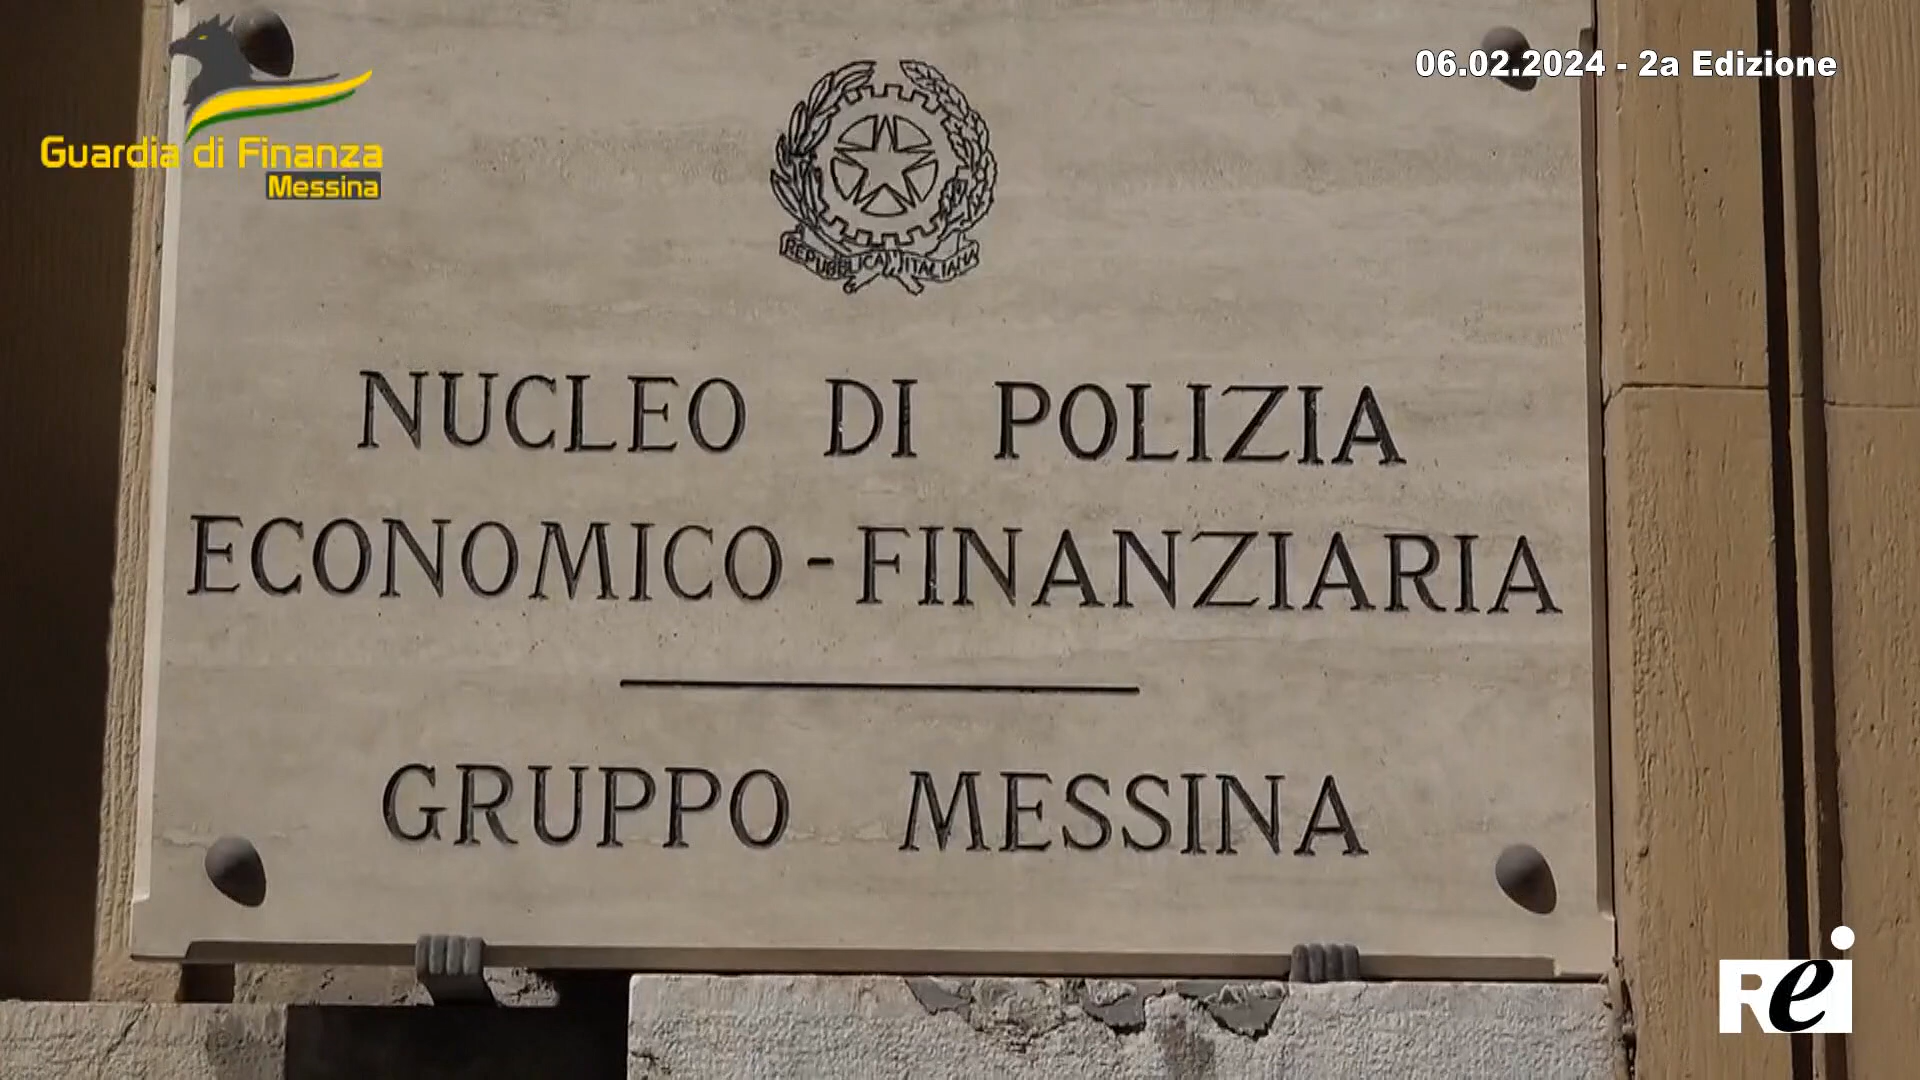 Guardia di Finanza
Messina
06.02.2024 - 2a Edizione
REPUBBLICA ITALIANA
NUCLEO DI POLIZIA
ECONOMICO-FINANZIARIA
GRUPPO MESSINA
Rei